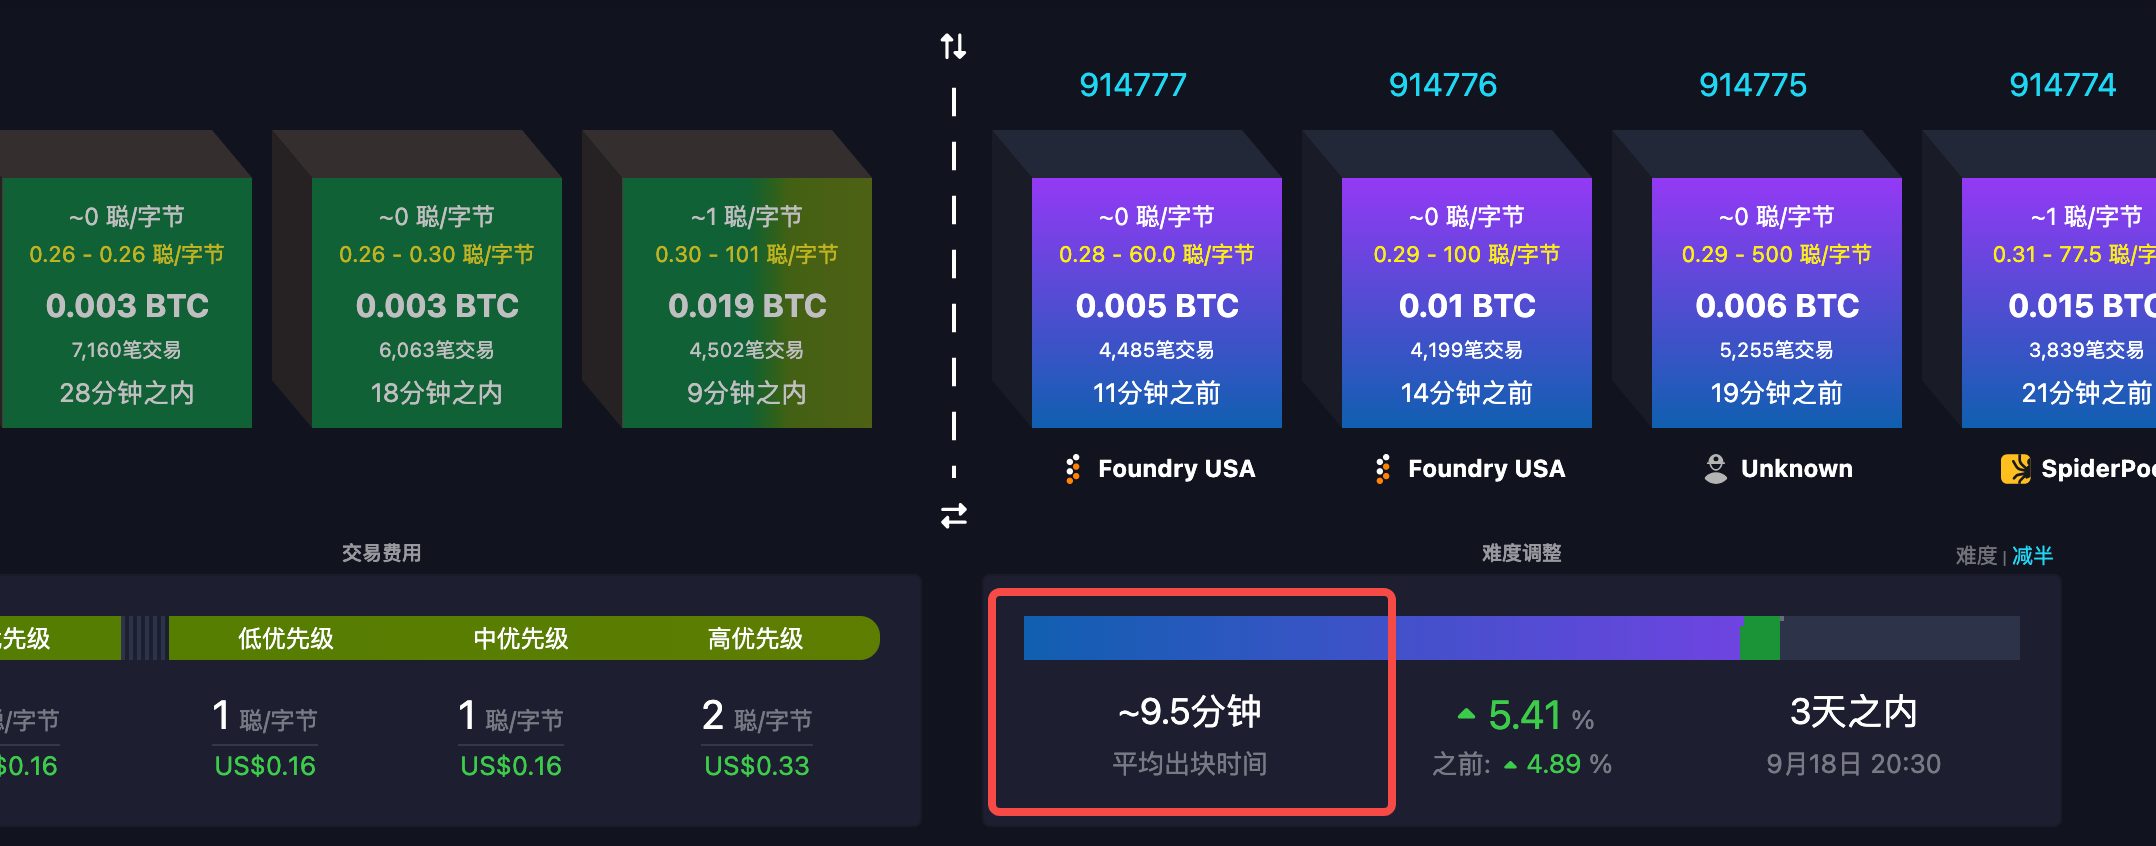 914777
914776
914775
914774
~0 聪/字节
0.26 - 0.26 聪/字节
0.003 BTC
7,160笔交易
28分钟之内
~0 聪/字节
0.26 - 0.30 聪/字节
0.003 BTC
6,063笔交易
18分钟之内
~1 聪/字节
0.30 - 101 聪/字节
0.019 BTC
4,502笔交易
9分钟之内
~0 聪/字节
0.28 - 60.0 聪/字节
0.005 BTC
4,485笔交易
11分钟之前
Foundry USA
~0 聪/字节
0.29 - 100 聪/字节
0.01 BTC
4,199笔交易
14分钟之前
Foundry USA
~0 聪/字节
0.29 - 500 聪/字节
0.006 BTC
5,255笔交易
19分钟之前
Unknown
~1 聪/字节
0.31 - 77.5 聪/字
0.015 BTC
3,839笔交易
21分钟之前
SpiderPoo
交易费用
先级
低优先级
中优先级
高优先级
/字节
1 聪/字节
1 聪/字节
2 聪/字节
$0.16
US$0.16
US$0.16
US$0.33
难度调整
难度 | 减半
~9.5分钟
平均出块时间
5.41 %
之前: 4.89 %
3天之内
9月18日 20:30